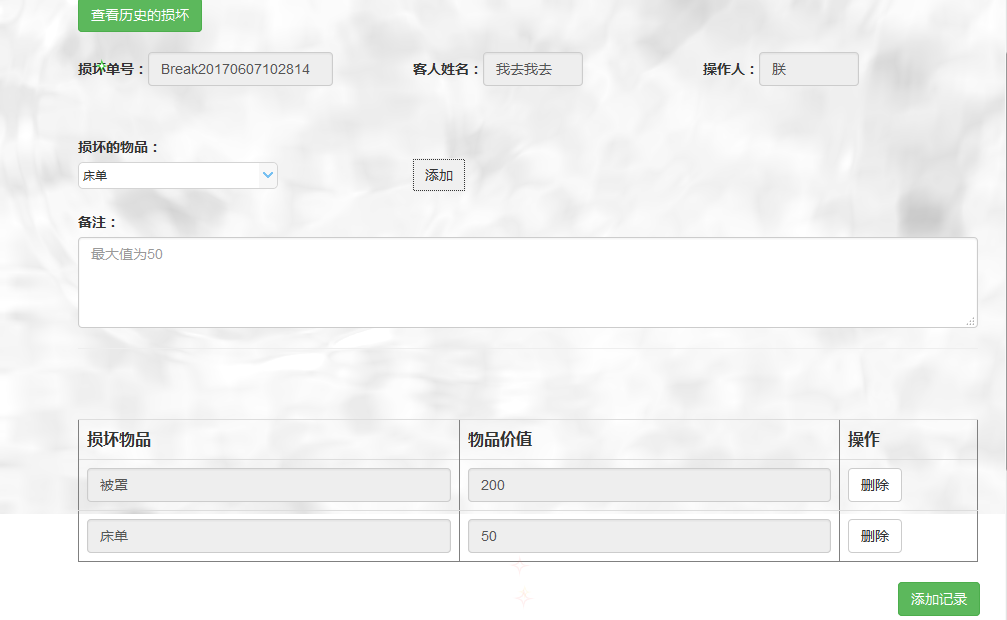 查看历史的损坏
损坏单号： Break20170607102814 客人姓名： 我去我去 操作人： 朕
损坏的物品：
床单 添加
备注：
最大值为50
损坏物品 物品价值 操作
被罩 200 删除
床单 50 删除
添加记录